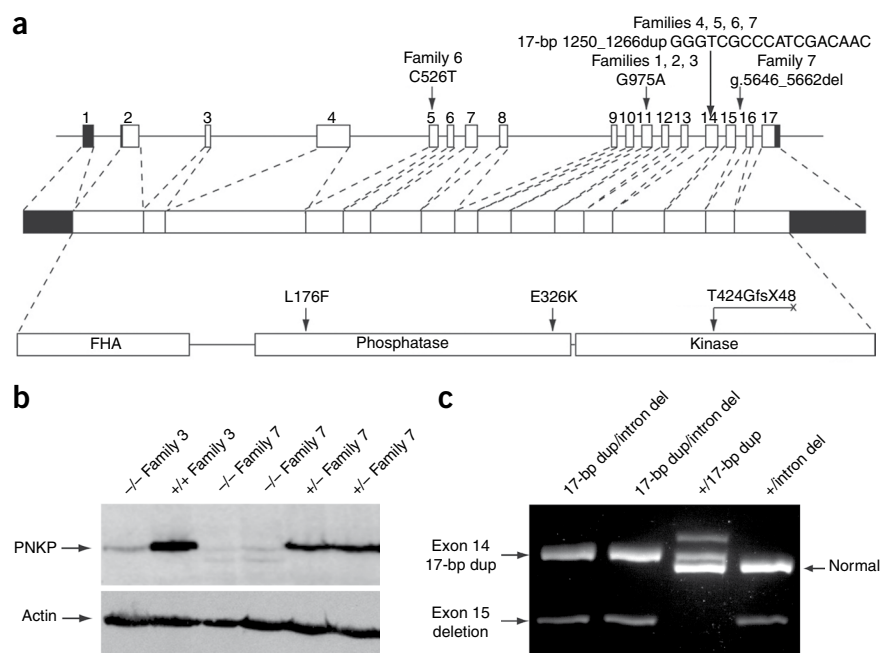 a
Families 4, 5, 6, 7
17-bp 1250_1266dup GGGTCGCCCATCGACAAC
Family 6
C526T
Families 1, 2, 3
G975A
Family 7
g.5646_5662del
1 2 3 4 5 6 7 8 9 10 11 12 13 14 15 16 17
L176F E326K T424GfsX48
x
FHA Phosphatase Kinase
b
–/– Family 3
+/+ Family 3
–/– Family 7
–/– Family 7
+/– Family 7
+/– Family 7
PNKP
Actin
c
17-bp dup/intron del
17-bp dup/intron del
+/17-bp dup
+/intron del
Exon 14
17-bp dup
Normal
Exon 15
deletion